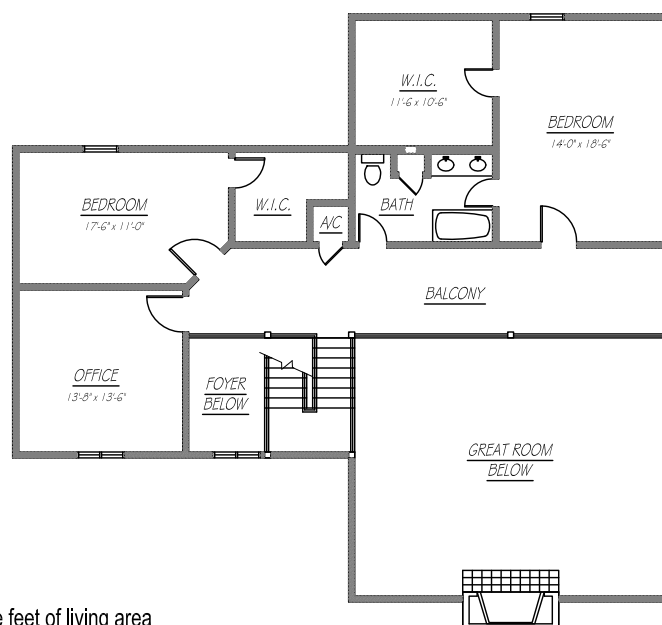 W.I.C.
11'-6 x 10'-6"
BEDROOM
14'-0" x 18'-6"
BEDROOM
17'-6" x 11'-0"
W.I.C.
A/C
BATH
BALCONY
OFFICE
13'-8" x 13'-6"
FOYER
BELOW
GREAT ROOM
BELOW
feet of living area